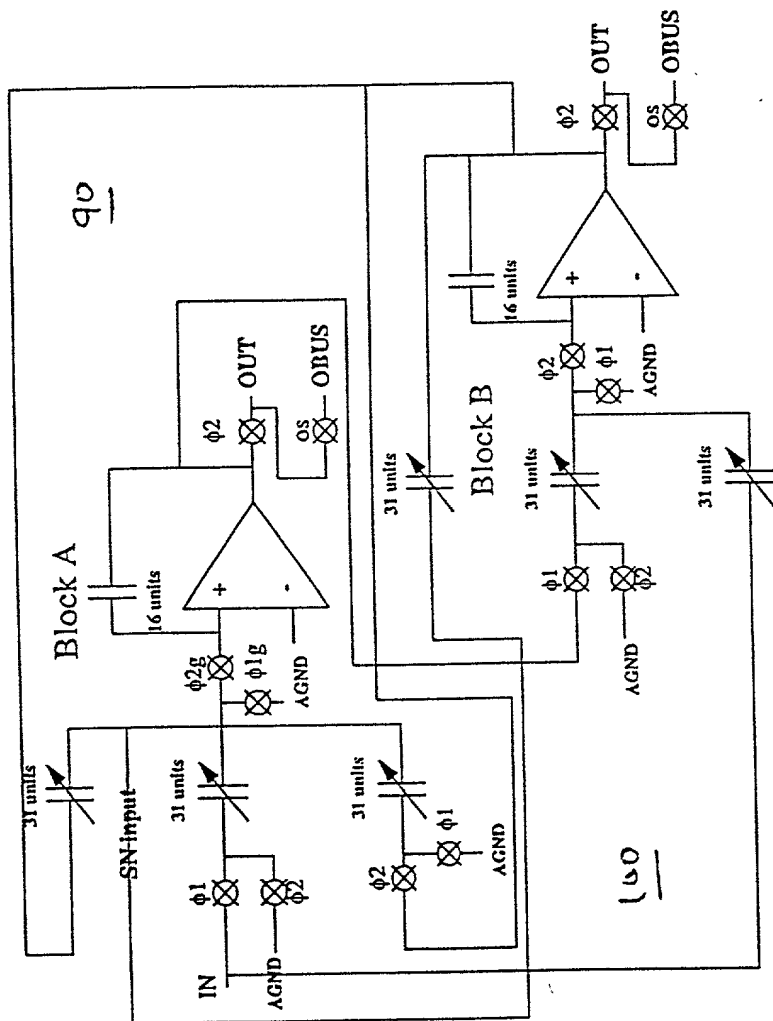 90
Block A
31 units
16 units
SN input
31 units
φ2g
φ1g
+
-
AGND
φ2
OUT
os
OBUS
IN
φ1
φ2
AGND
31 units
φ2
φ1
AGND
31 units
Block B
16 units
φ2
OUT
os
OBUS
+
-
AGND
φ1
φ2
31 units
φ1
φ2
AGND
31 units
100